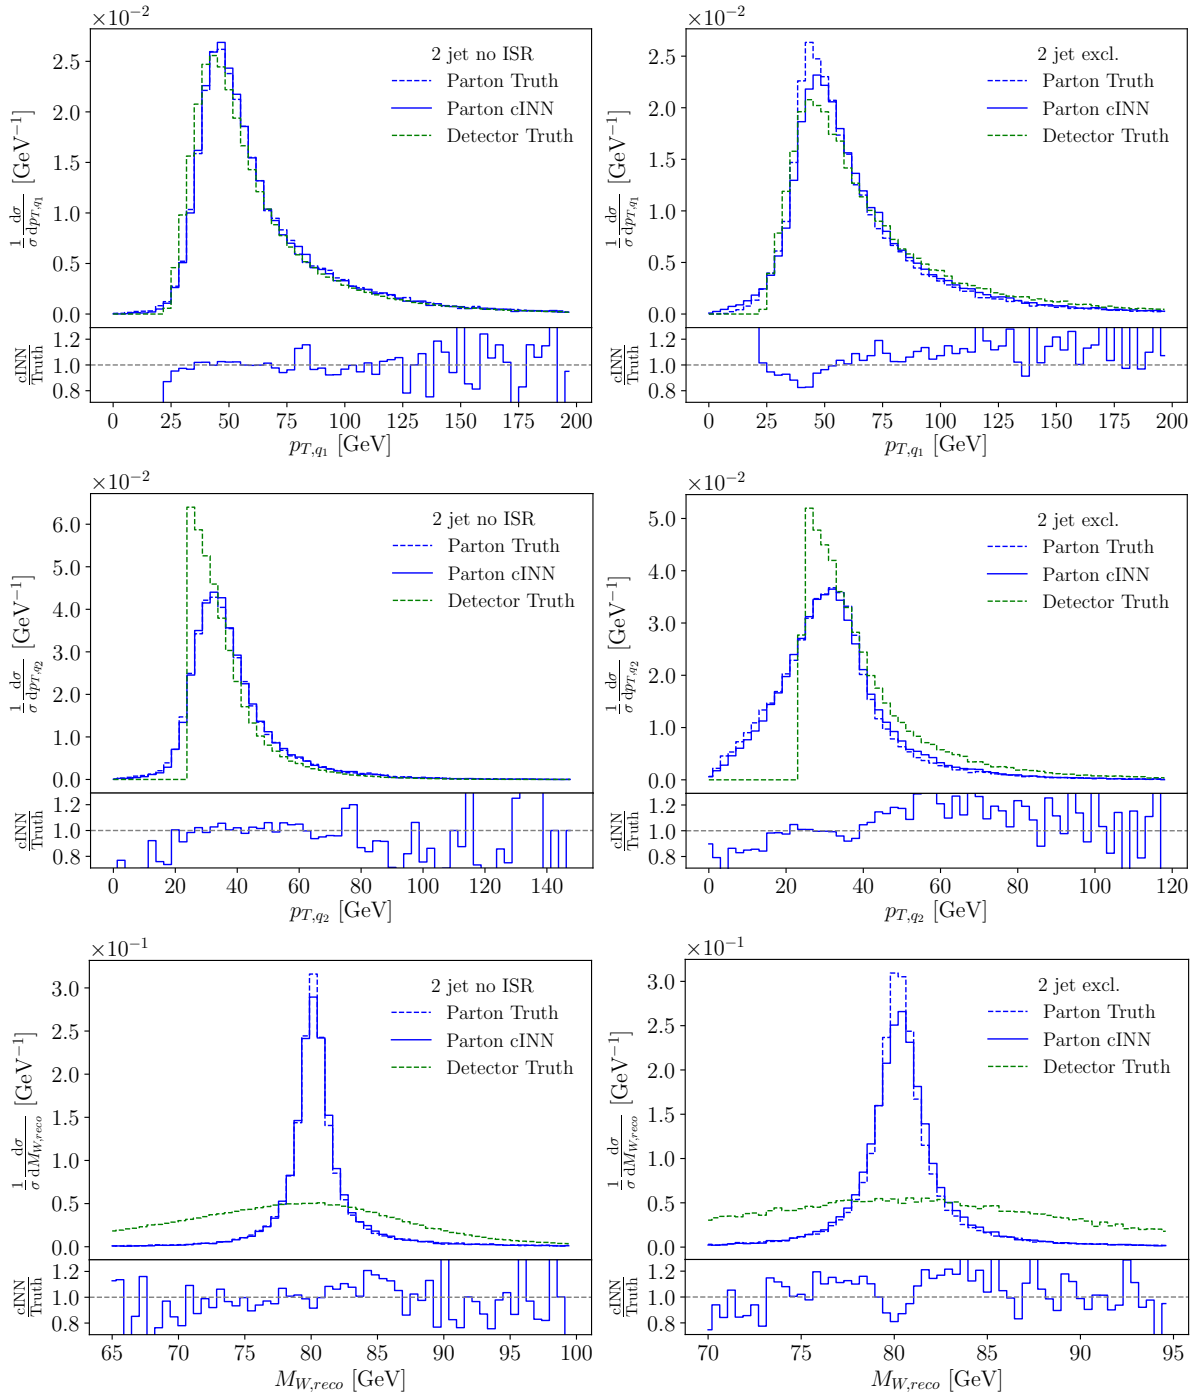 ×10⁻²
2 jet no ISR
Parton Truth
Parton cINN
Detector Truth
1/σ dσ/dp_{T,q₁} [GeV⁻¹]
2.5
2.0
1.5
1.0
0.5
0.0
cINN/Truth
1.2
1.0
0.8
0 25 50 75 100 125 150 175 200
p_{T,q₁} [GeV]
×10⁻²
2 jet excl.
Parton Truth
Parton cINN
Detector Truth
1/σ dσ/dp_{T,q₁} [GeV⁻¹]
2.5
2.0
1.5
1.0
0.5
0.0
cINN/Truth
1.2
1.0
0.8
0 25 50 75 100 125 150 175 200
p_{T,q₁} [GeV]
×10⁻²
2 jet no ISR
Parton Truth
Parton cINN
Detector Truth
1/σ dσ/dp_{T,q₂} [GeV⁻¹]
6.0
5.0
4.0
3.0
2.0
1.0
0.0
cINN/Truth
1.2
1.0
0.8
0 20 40 60 80 100 120 140
p_{T,q₂} [GeV]
×10⁻²
2 jet excl.
Parton Truth
Parton cINN
Detector Truth
1/σ dσ/dp_{T,q₂} [GeV⁻¹]
5.0
4.0
3.0
2.0
1.0
0.0
cINN/Truth
1.2
1.0
0.8
0 20 40 60 80 100 120
p_{T,q₂} [GeV]
×10⁻¹
2 jet no ISR
Parton Truth
Parton cINN
Detector Truth
1/σ dσ/dM_{W,reco} [GeV⁻¹]
3.0
2.5
2.0
1.5
1.0
0.5
0.0
cINN/Truth
1.2
1.0
0.8
65 70 75 80 85 90 95 100
M_{W,reco} [GeV]
×10⁻¹
2 jet excl.
Parton Truth
Parton cINN
Detector Truth
1/σ dσ/dM_{W,reco} [GeV⁻¹]
3.0
2.5
2.0
1.5
1.0
0.5
0.0
cINN/Truth
1.2
1.0
0.8
70 75 80 85 90 95
M_{W,reco} [GeV]